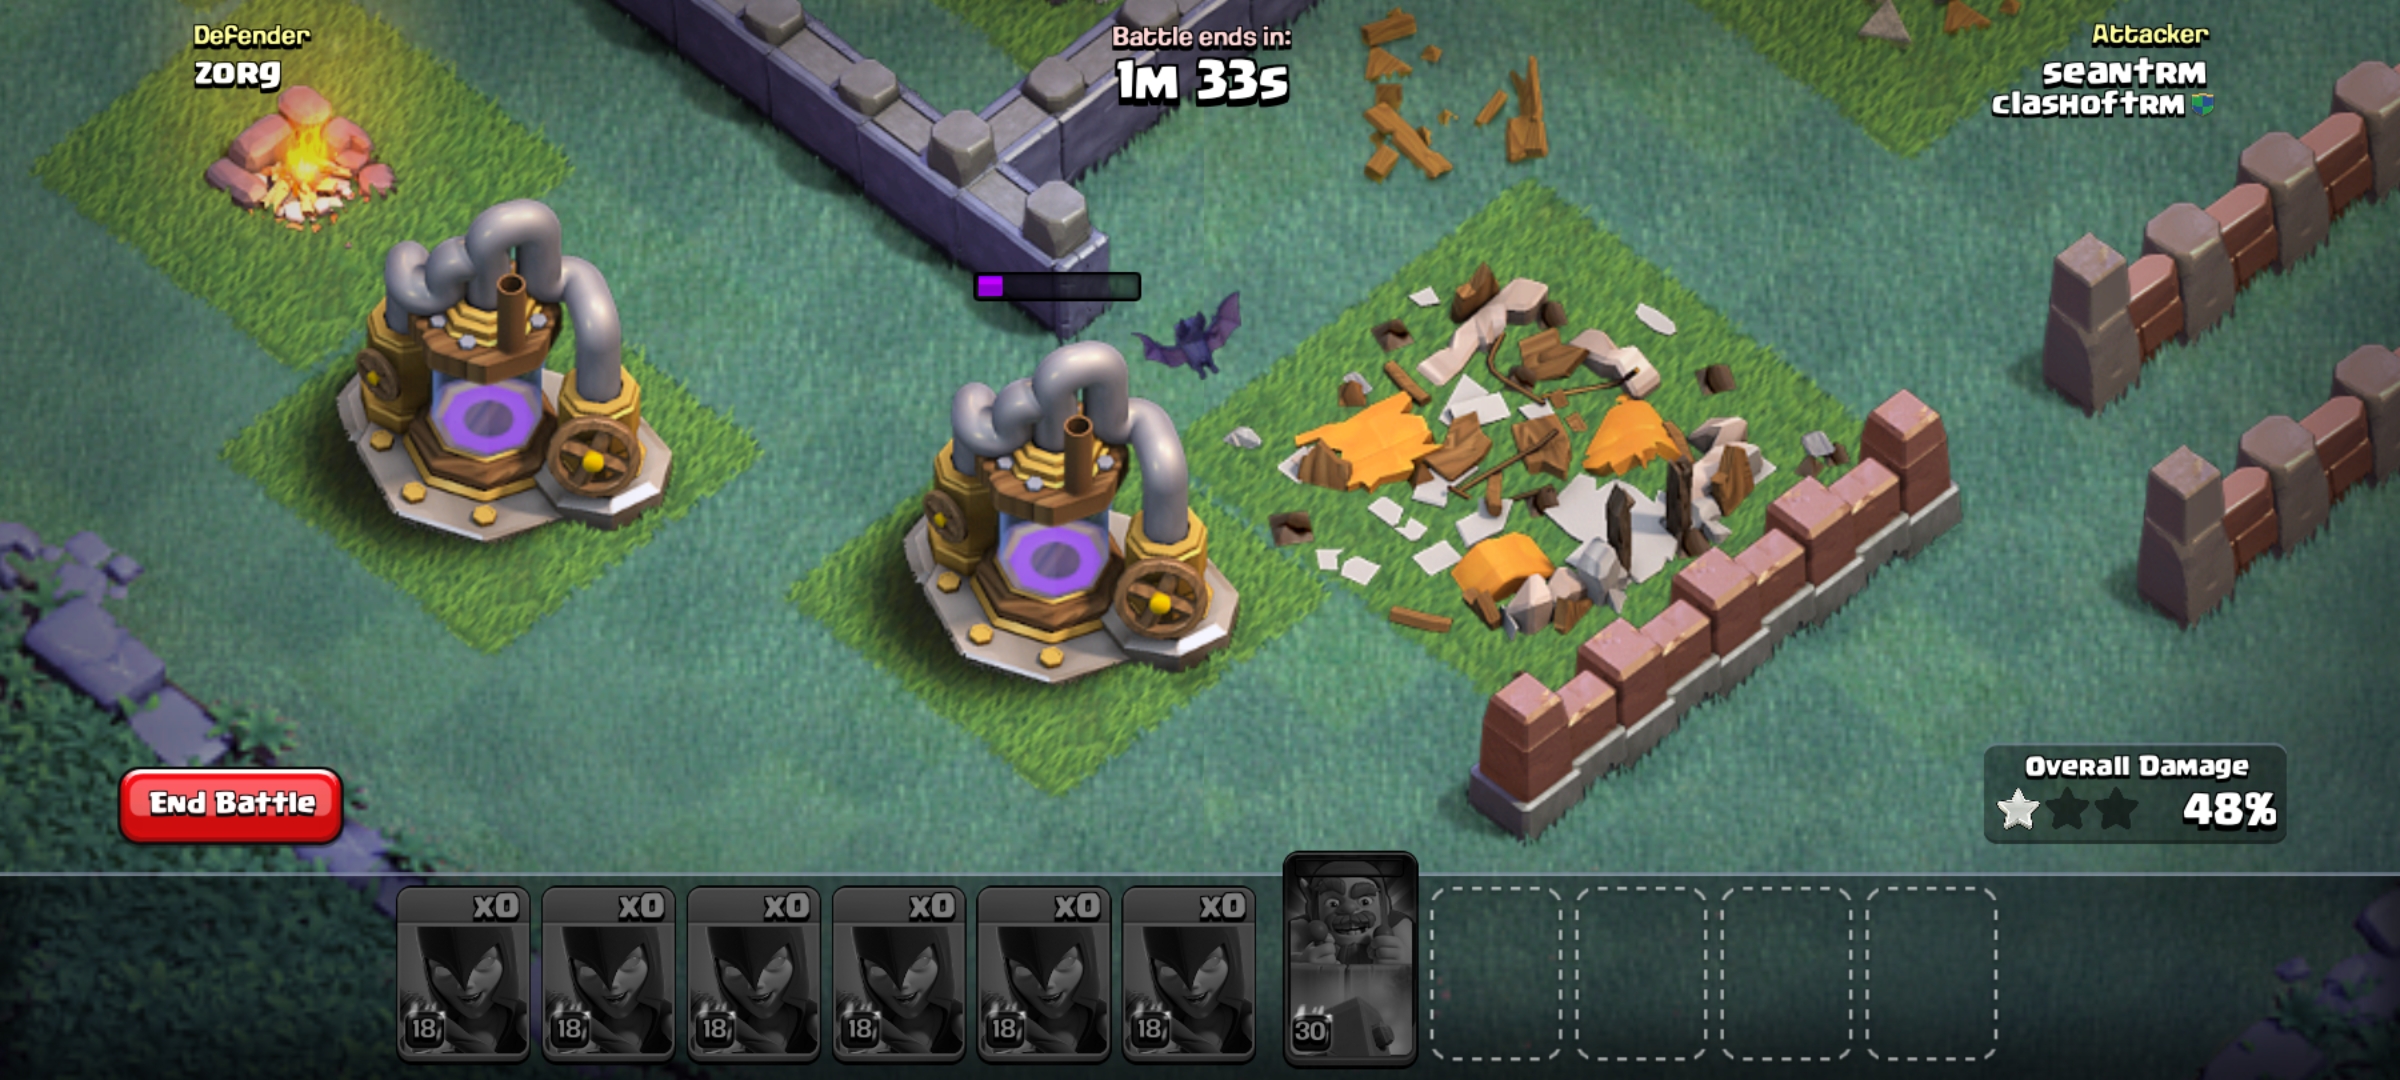 Defender
zorg
Battle ends in:
1M 33s
Attacker
seantrm
clashoftrm
End Battle
Overall Damage
48%
x0 x0 x0 x0 x0 x0
18 18 18 18 18 18 30